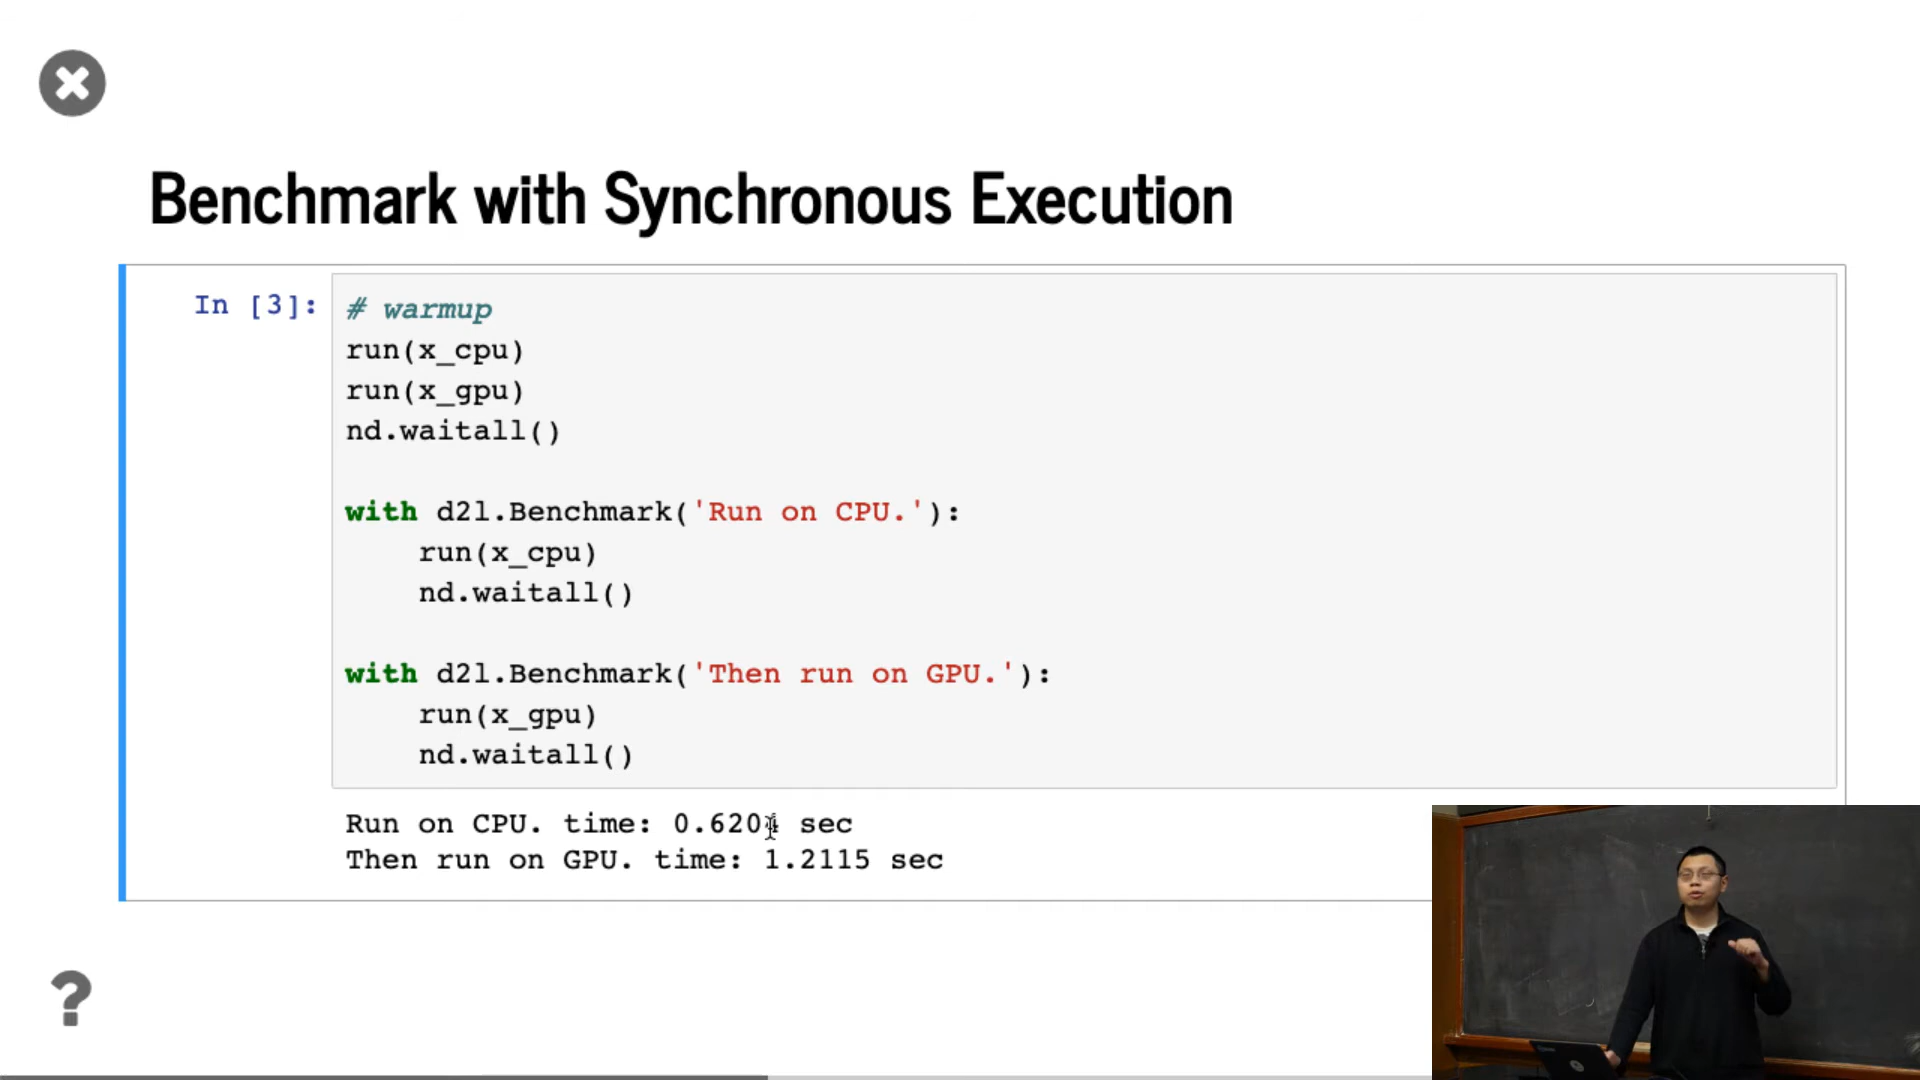 Benchmark with Synchronous Execution
In [3]:
# warmup
run(x_cpu)
run(x_gpu)
nd.waitall()
with d2l.Benchmark('Run on CPU.'):
run(x_cpu)
nd.waitall()
with d2l.Benchmark('Then run on GPU.'):
run(x_gpu)
nd.waitall()
Run on CPU. time: sec
Then run on GPU. time: 1.2115 sec
?